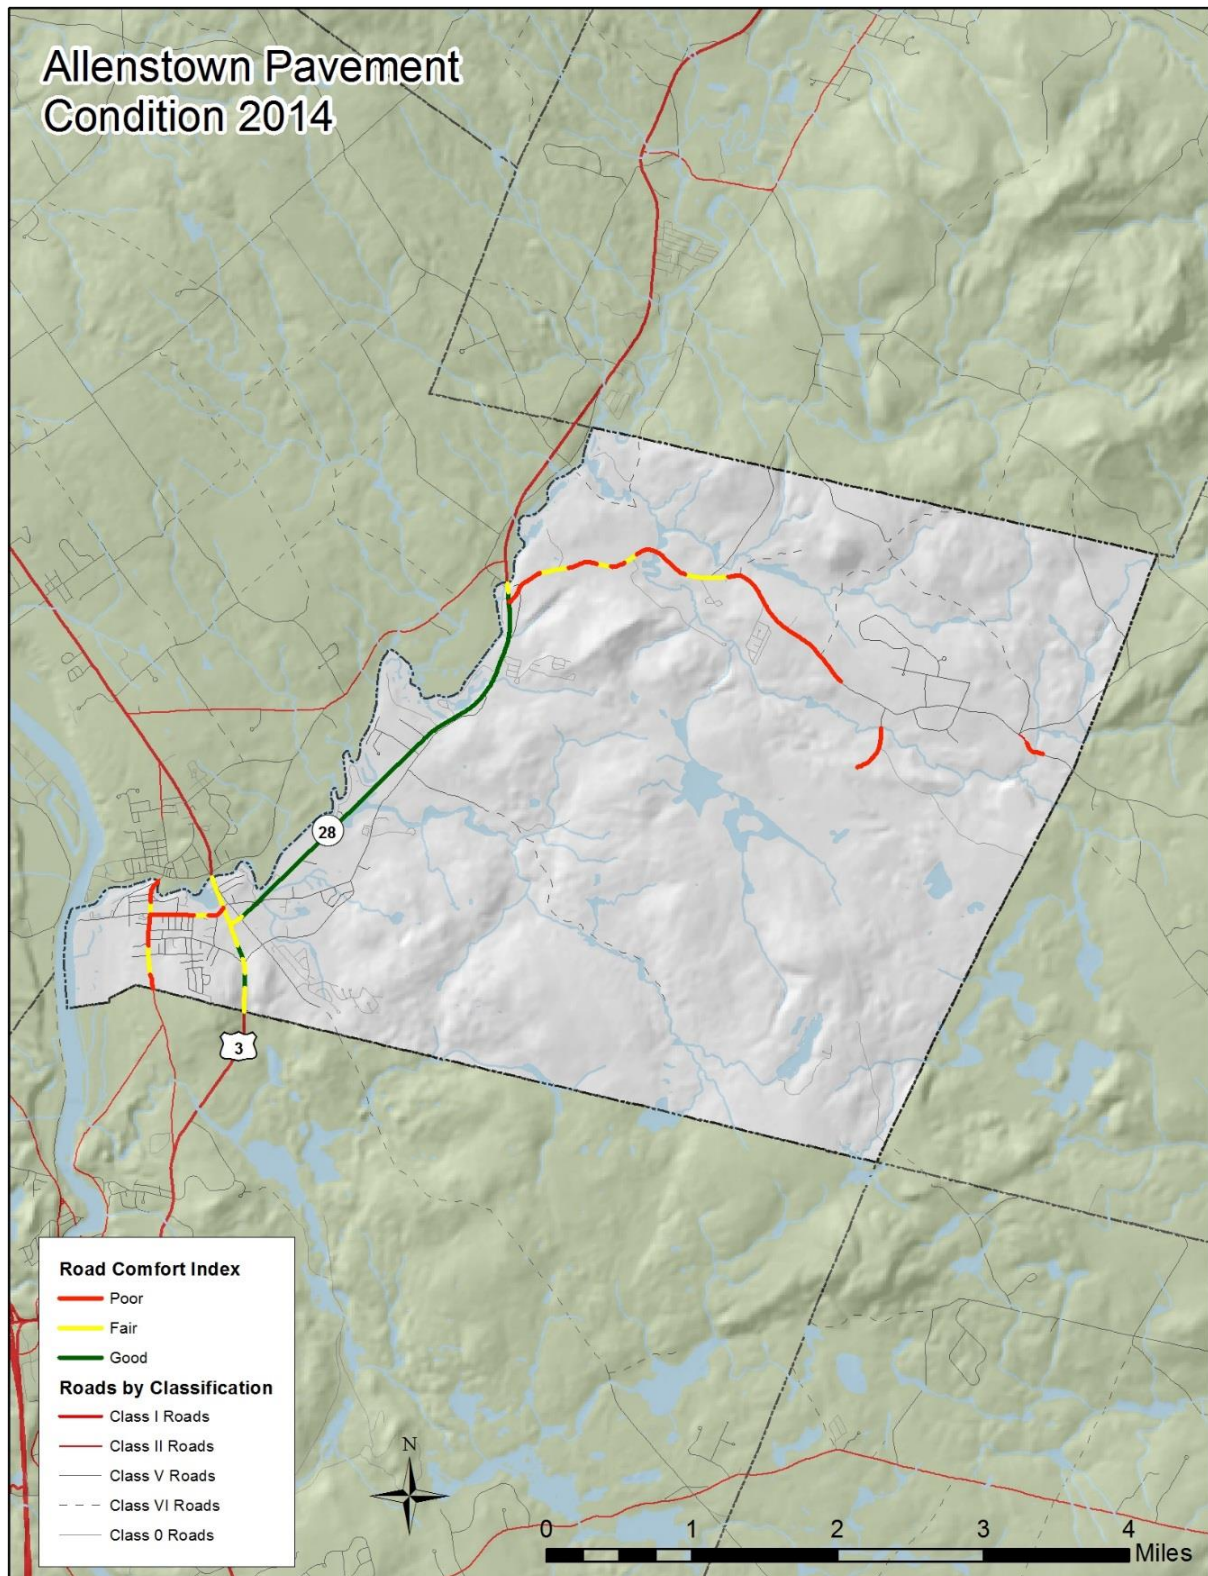 Allenstown Pavement
Condition 2014
28
3
Road Comfort Index
Poor
Fair
Good
Roads by Classification
Class I Roads
Class II Roads
Class V Roads
Class VI Roads
Class 0 Roads
N
0 1 2 3 4
Miles